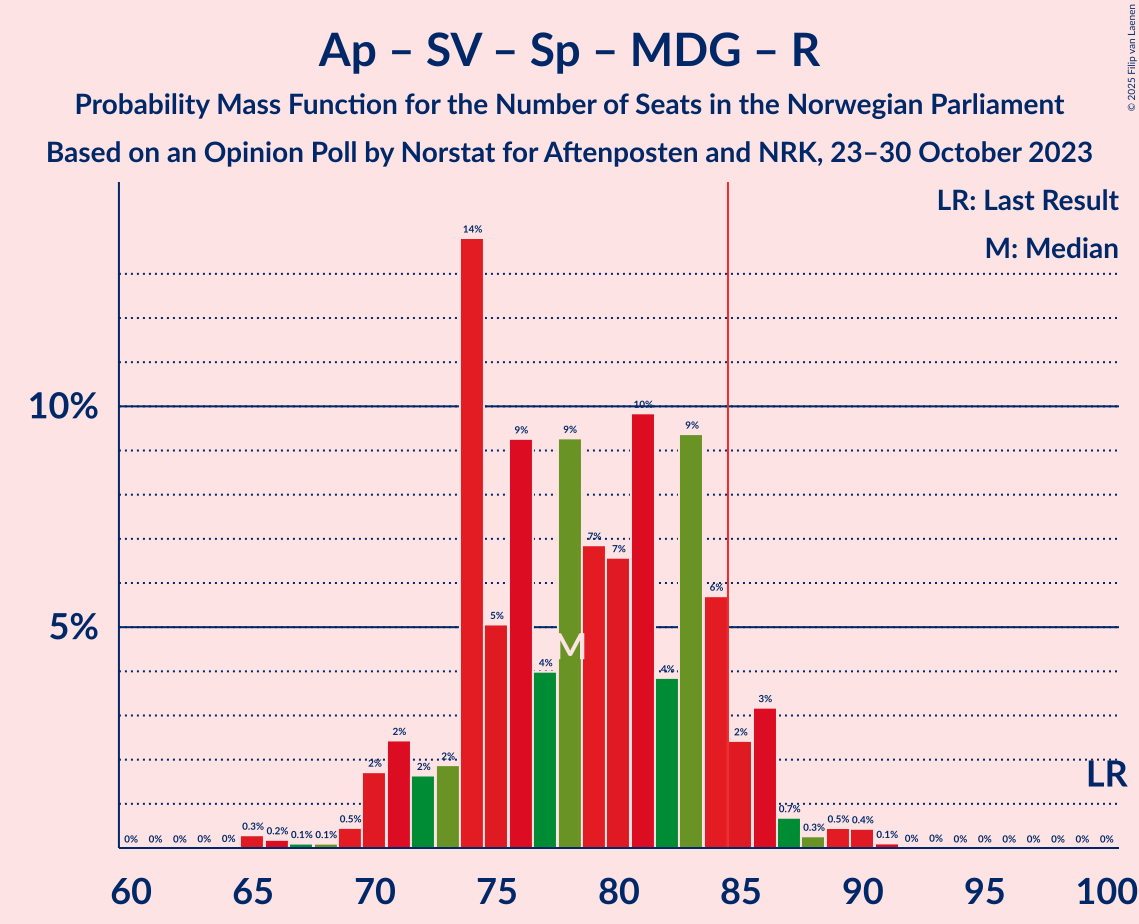 Ap – SV – Sp – MDG – R
Probability Mass Function for the Number of Seats in the Norwegian Parliament
Based on an Opinion Poll by Norstat for Aftenposten and NRK, 23–30 October 2023
© 2025 Filip van Laenen
LR: Last Result
M: Median
10%
5%
0% 0% 0% 0% 0% 0.3% 0.2% 0.1% 0.1% 0.5% 2% 2% 2% 2% 14% 5% 9% 4% 9% 7% 7% 10% 4% 9% 6% 2% 3% 0.7% 0.3% 0.5% 0.4% 0.1% 0% 0% 0% 0% 0% 0% 0% 0% 0%
M
LR
60 65 70 75 80 85 90 95 100